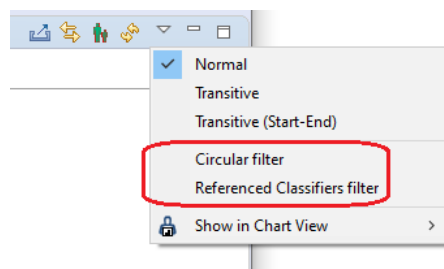 Normal
Transitive
Transitive (Start-End)
Circular filter
Referenced Classifiers filter
Show in Chart View